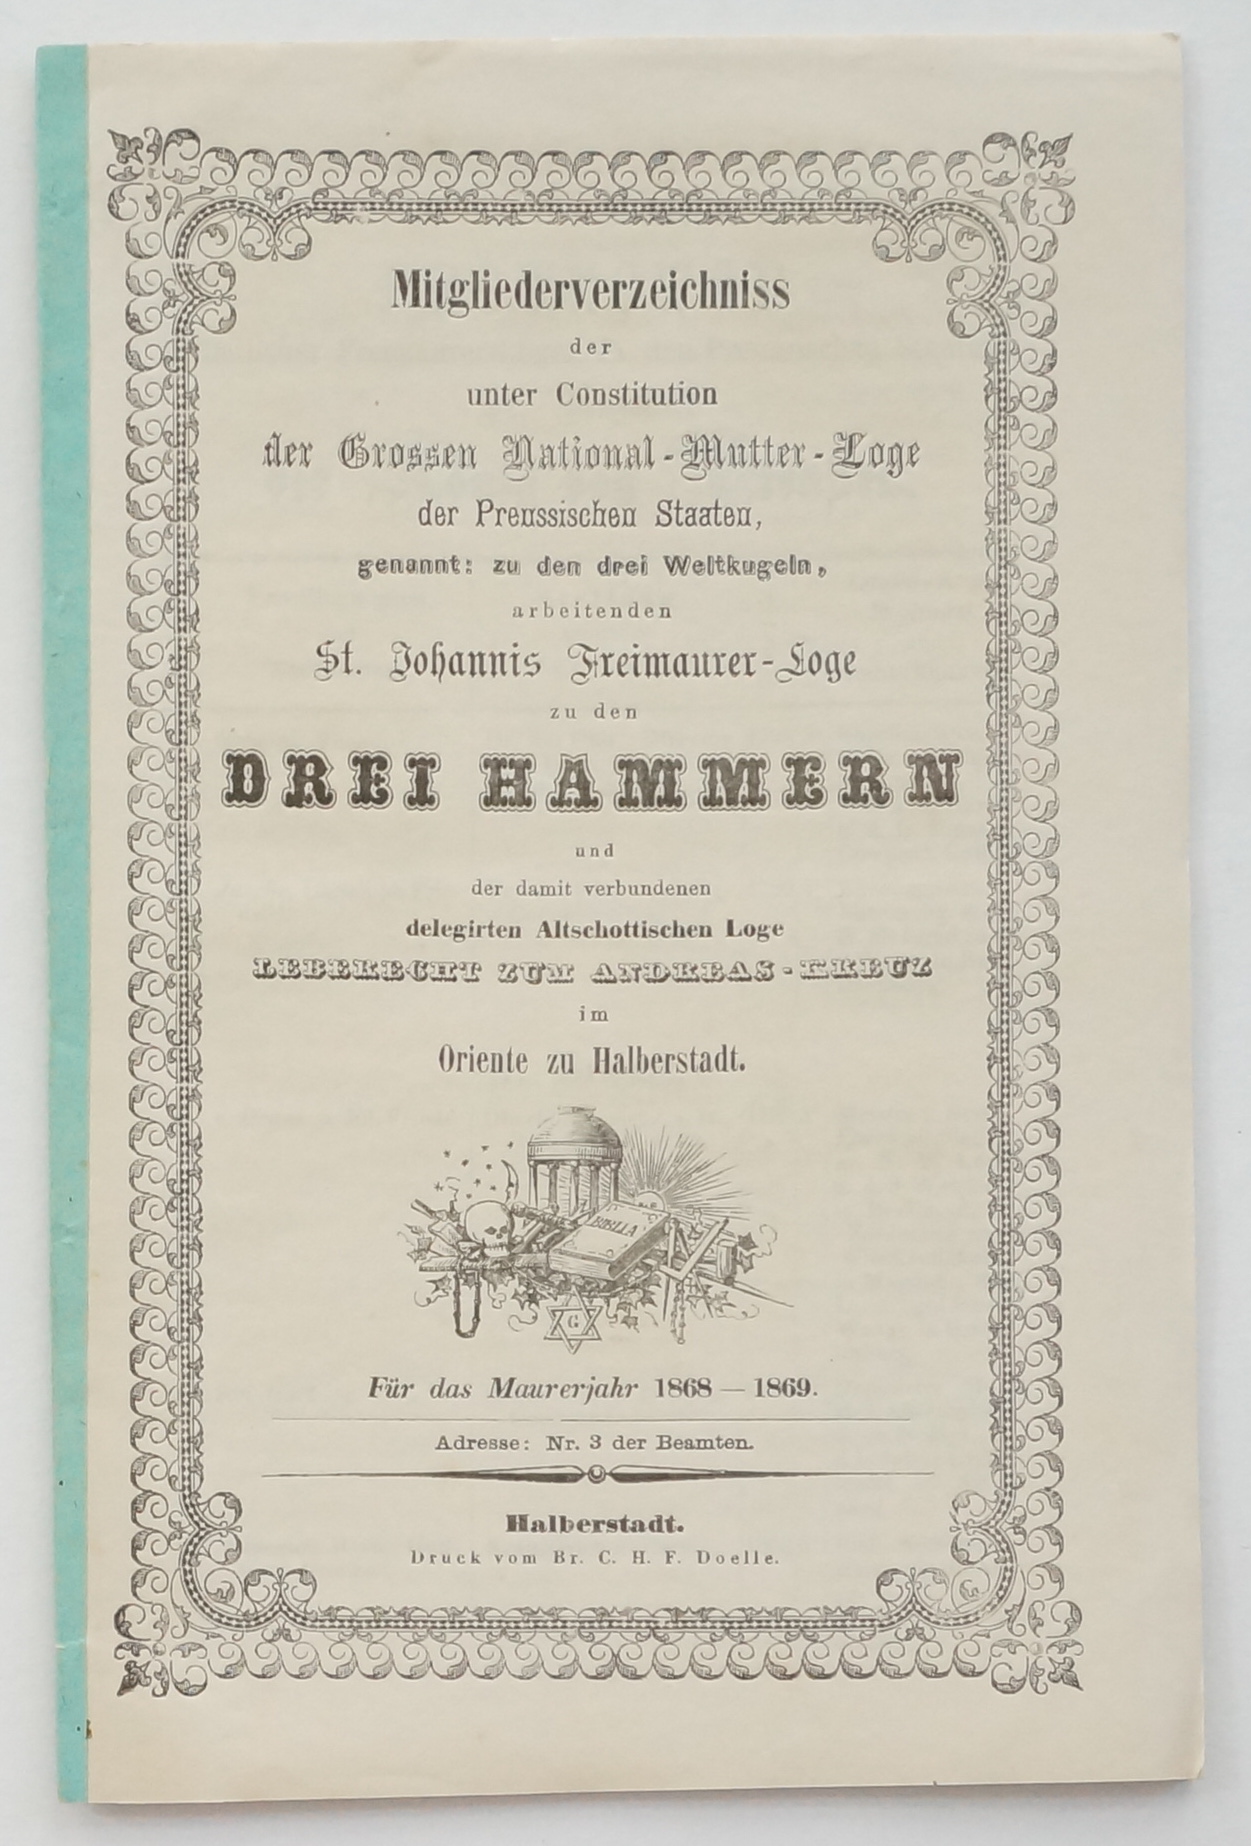 Mitgliederverzeichniss
der
unter Constitution
der Grossen National-Mutter-Loge
der Preussischen Staaten,
genannt: zu den drei Weltkugeln,
arbeitenden
St. Johannis Freimaurer-Loge
zu den
DREI HAMMERN
und
der damit verbundenen
delegirten Altschottischen Loge
LEBERECHT ZUM ANDREAS-KREUZ
im
Oriente zu Halberstadt.
BIBLIA
G
Für das Maurerjahr 1868 — 1869.
Adresse: Nr. 3 der Beamten.
Halberstadt.
Druck vom Br. C. H. F. Doelle.